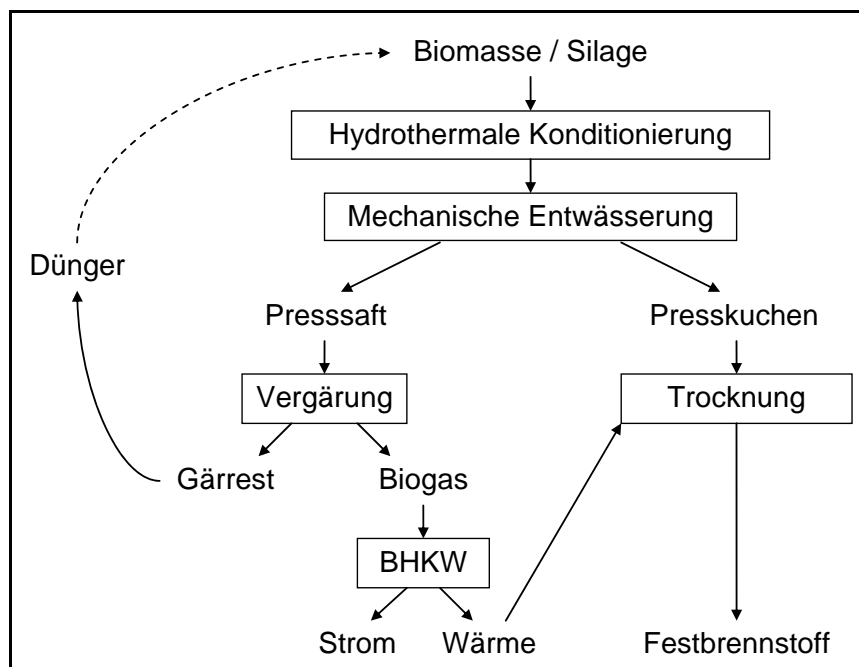 Biomasse / Silage
Hydrothermale Konditionierung
Mechanische Entwässerung
Dünger
Presssaft
Presskuchen
Vergärung
Trocknung
Gärrest
Biogas
BHKW
Strom
Wärme
Festbrennstoff